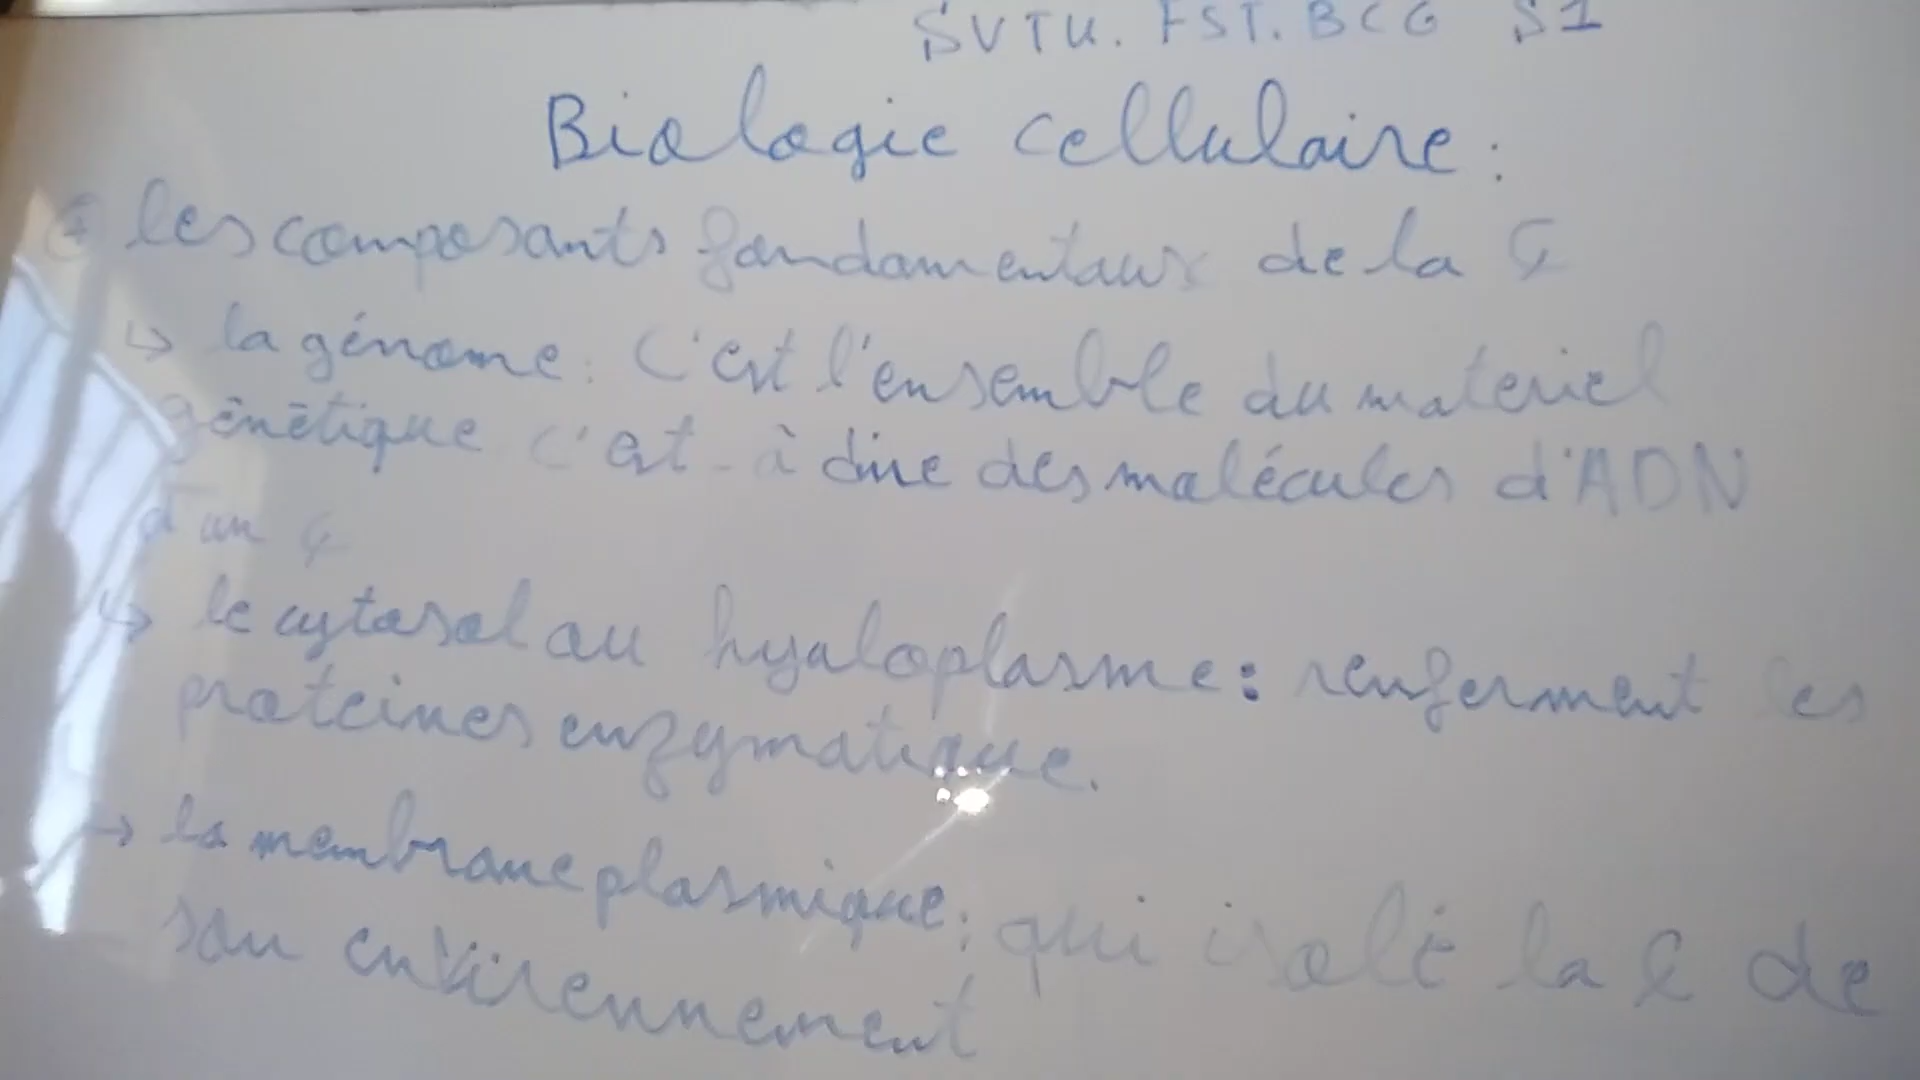 SVTU. FST. BCG S1
Biologie cellulaire:
les composants fondamentaux de la ₵
↳ la génome: C'est l'ensemble du materiel
génétique c'est-à dire des molécules d'ADN
d'un ₵
↳ le cytosol ou hyaloplasme: renferment les
proteines enzymatique.
→ la membrane plasmique: qui isole la ₵ de
son envirennement